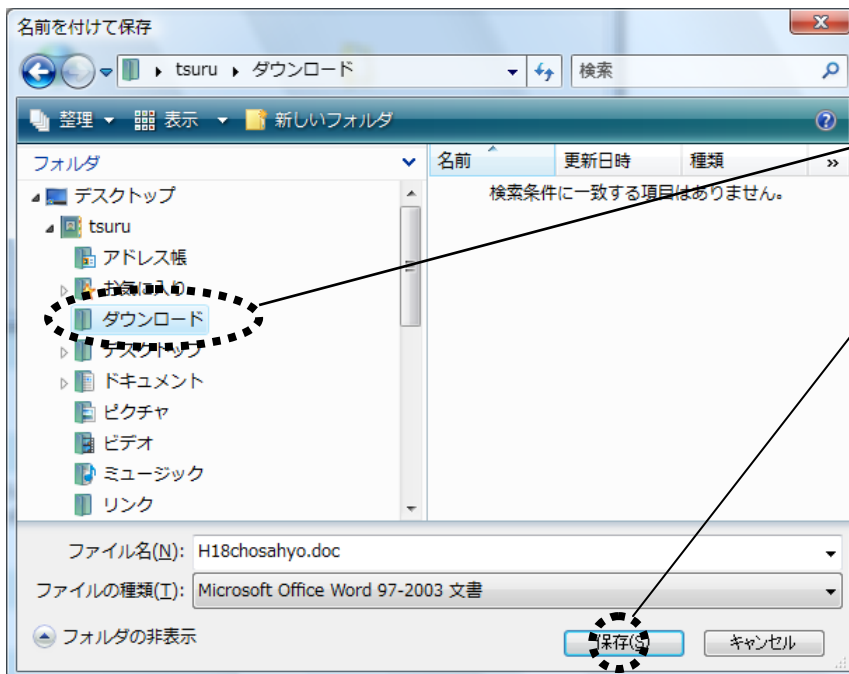 名前を付けて保存
tsuru ダウンロード 検索
整理 表示 新しいフォルダ
フォルダ
名前 更新日時 種類 »
検索条件に一致する項目はありません。
デスクトップ
tsuru
アドレス帳
お気に入り
ダウンロード
デスクトップ
ドキュメント
ピクチャ
ビデオ
ミュージック
リンク
ファイル名(N): H18chosahyo.doc
ファイルの種類(T): Microsoft Office Word 97-2003 文書
フォルダの非表示
保存(S) キャンセル